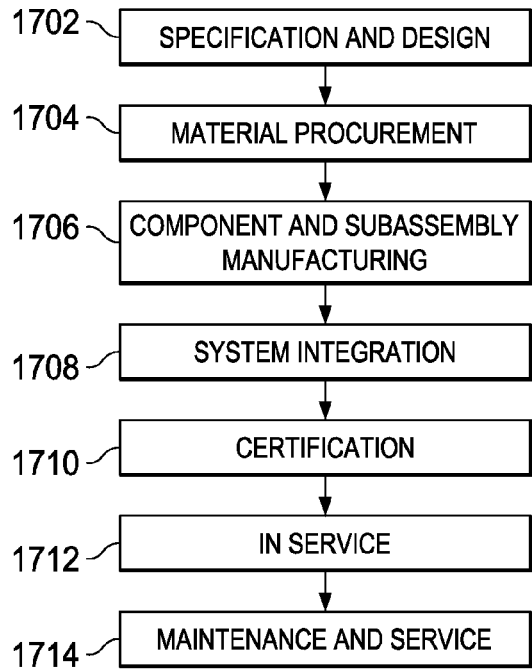 1702
SPECIFICATION AND DESIGN
1704
MATERIAL PROCUREMENT
1706
COMPONENT AND SUBASSEMBLY
MANUFACTURING
1708
SYSTEM INTEGRATION
1710
CERTIFICATION
1712
IN SERVICE
1714
MAINTENANCE AND SERVICE